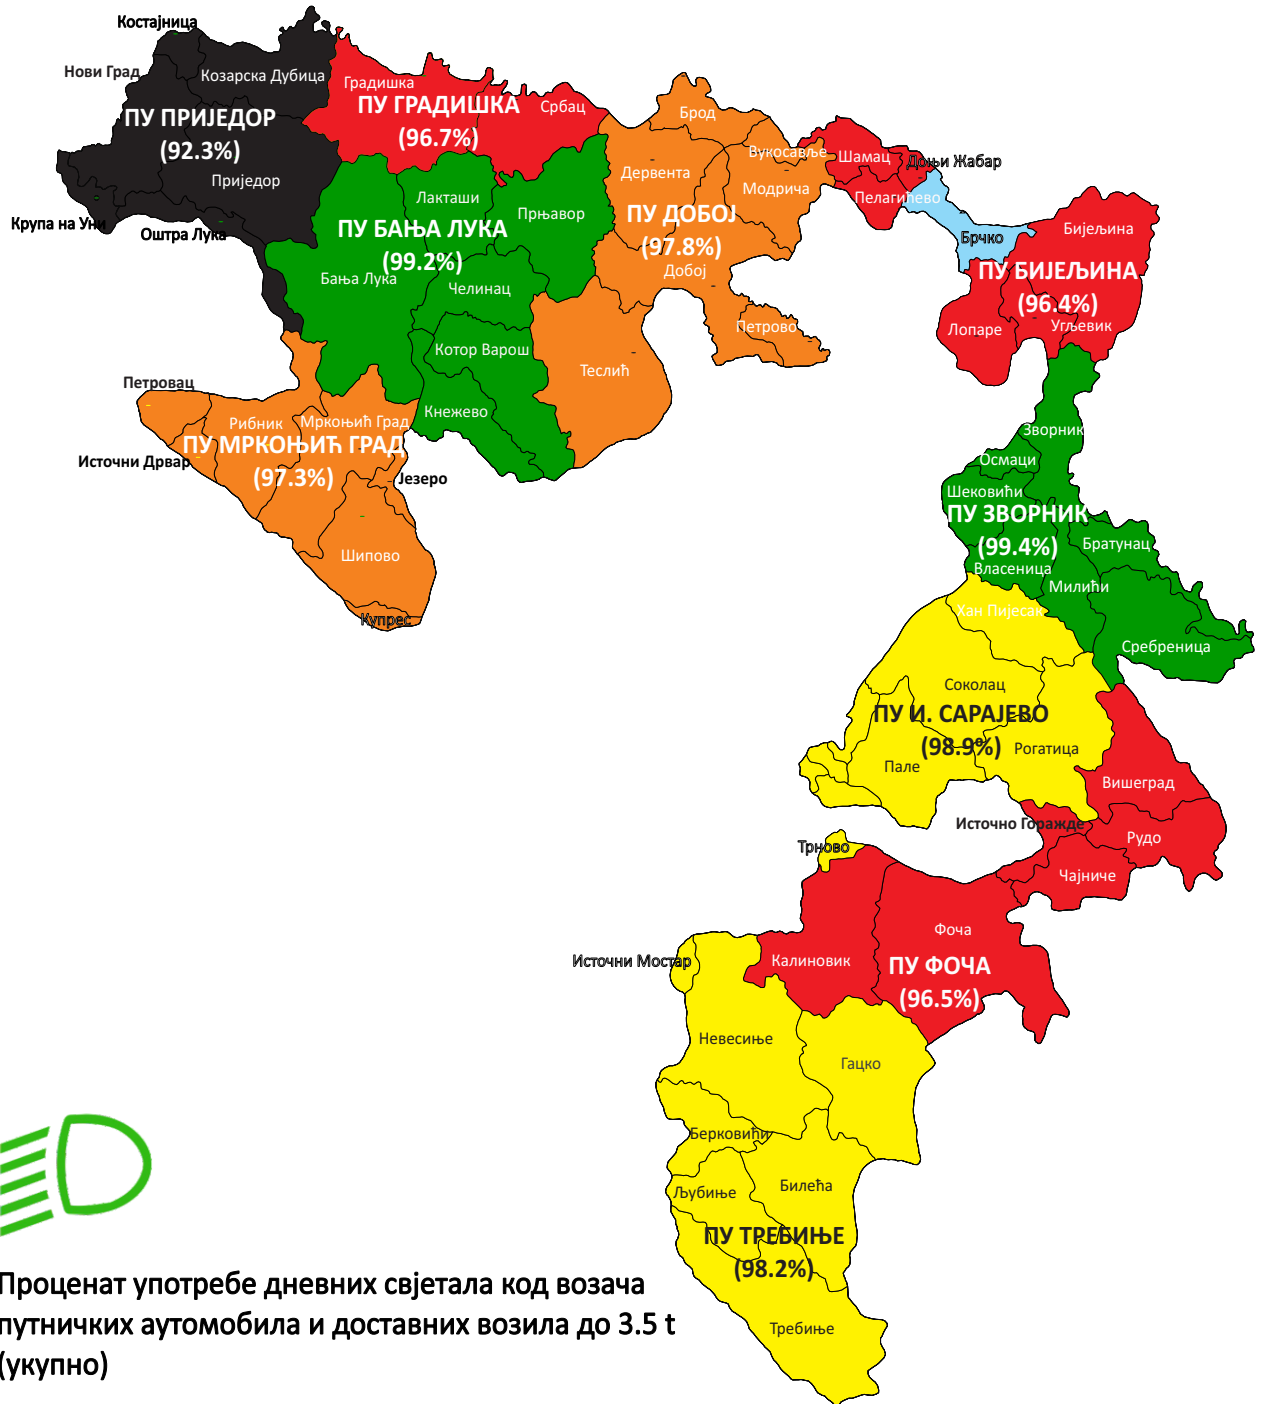 Костајница
Нови Град
Козарска Дубица
ПУ ПРИЈЕДОР
(92.3%)
Приједор
Крупа на Уни
Оштра Лука
Градишка
ПУ ГРАДИШКА
(96.7%)
Србац
Лакташи
Прњавор
ПУ БАЊА ЛУКА
(99.2%)
Бања Лука
Челинац
Котор Варош
Кнежево
Брод
Вукосавље
Дервента
Модрича
ПУ ДОБОЈ
(97.8%)
Добој
Петрово
Теслић
Шамац
Доњи Жабар
Пелагићево
Брчко
Бијељина
ПУ БИЈЕЉИНА
(96.4%)
Лопаре
Угљевик
Петровац
Рибник
Мркоњић Град
ПУ МРКОЊИЋ ГРАД
(97.3%)
Источни Дрвар
Језеро
Шипово
Купрес
Зворник
Осмаци
Шековићи
ПУ ЗВОРНИК
(99.4%)
Братунац
Власеница
Милићи
Сребреница
Хан Пијесак
Соколац
ПУ И. САРАЈЕВО
(98.9%)
Рогатица
Пале
Вишеград
Источно Горажде
Рудо
Чајниче
Трново
Фоча
Калиновик
ПУ ФОЧА
(96.5%)
Источни Мостар
Невесиње
Гацко
Берковићи
Љубиње
Билећа
ПУ ТРЕБИЊЕ
(98.2%)
Требиње
Проценат употребе дневних свјетала код возача
путничких аутомобила и доставних возила до 3.5 t
(укупно)